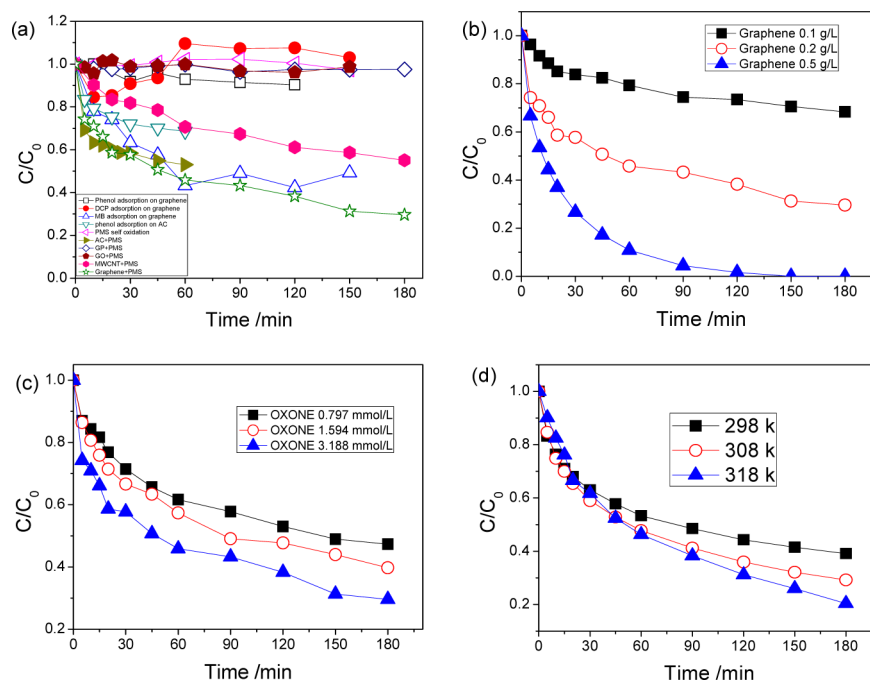 (a)
C/C0
1.2
1.0
0.8
0.6
0.4
0.2
0.0
Phenol adsorption on graphene
DCP adsorption on graphene
MB adsorption on graphene
phenol adsorption on AC
PMS self oxidation
AC+PMS
GP+PMS
GO+PMS
MWCNT+PMS
Graphene+PMS
0 30 60 90 120 150 180
Time /min
(b)
C/C0
1.0
0.8
0.6
0.4
0.2
0.0
Graphene 0.1 g/L
Graphene 0.2 g/L
Graphene 0.5 g/L
0 30 60 90 120 150 180
Time /min
(c)
C/C0
1.0
0.8
0.6
0.4
0.2
OXONE 0.797 mmol/L
OXONE 1.594 mmol/L
OXONE 3.188 mmol/L
0 30 60 90 120 150 180
Time /min
(d)
C/C0
1.0
0.8
0.6
0.4
0.2
298 k
308 k
318 k
0 30 60 90 120 150 180
Time /min